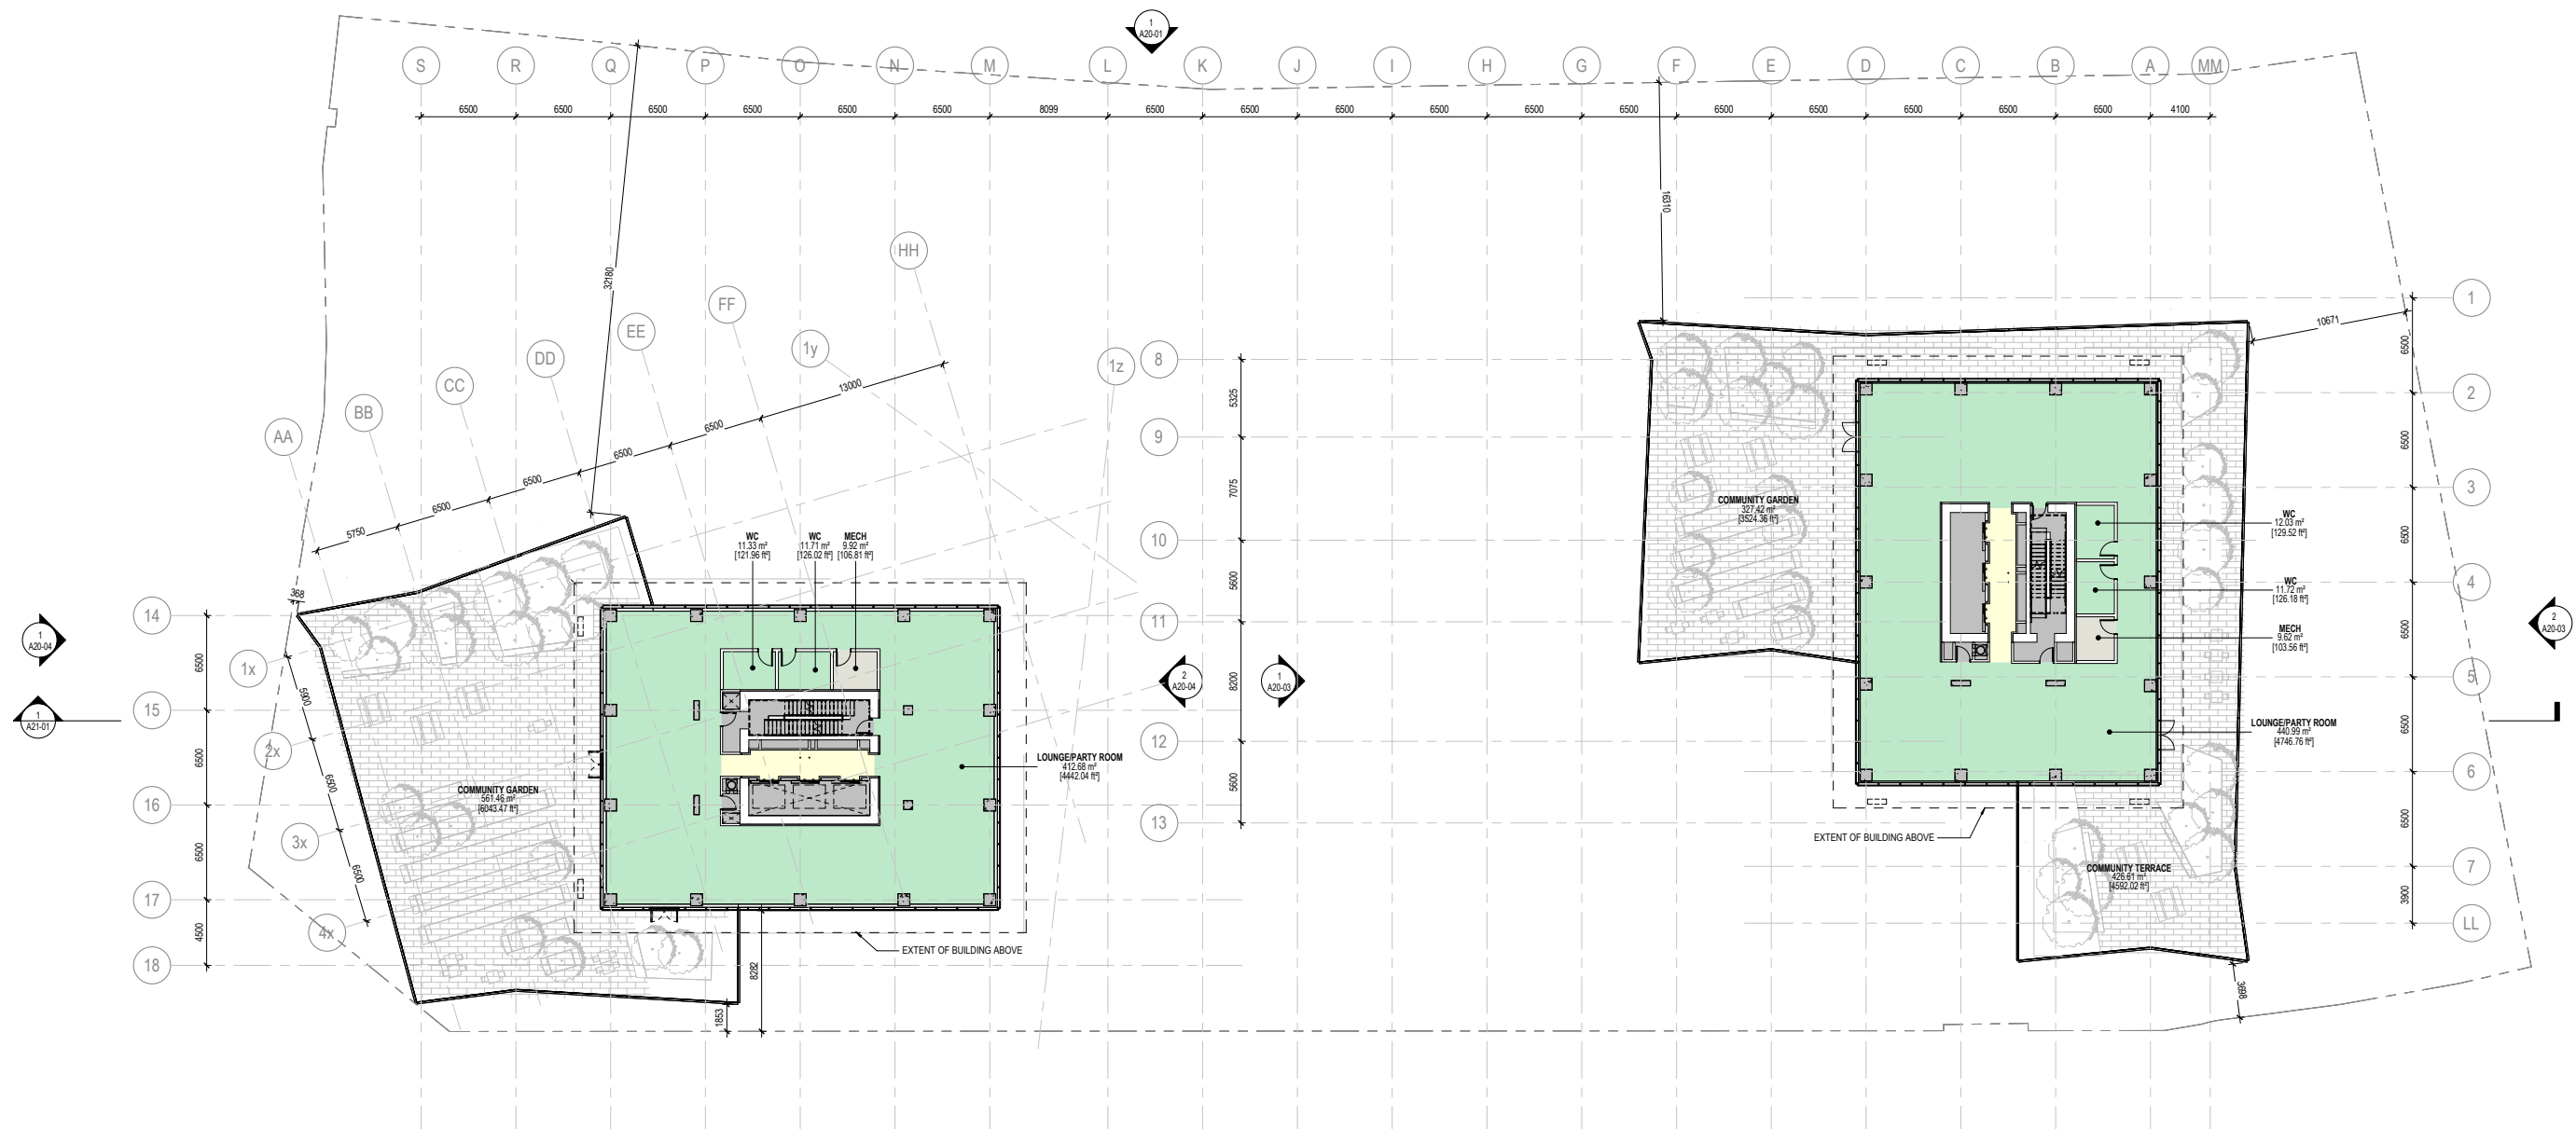 1
A20-01
S R Q P O N M L K J I H G F E D C B A MM
6500 6500 6500 6500 6500 6500 8099 6500 6500 6500 6500 6500 6500 6500 6500 6500 6500 6500 4100
32180
16310
10671
AA BB CC DD EE FF HH
1y
1z
5750 6500 6500 6500 6500 13000
368
8
9
10
11
12
13
5325
7075
5600
8200
5600
1
2
3
4
5
6
7
LL
6500
6500
6500
6500
6500
6500
3900
14
15
16
17
18
6500
6500
6500
4500
1x
2x
3x
4x
5900
6500
6500
1
A20-04
1
A21-01
2
A20-04
1
A20-03
2
A20-03
WC
11.33 m²
[121.96 ft²]
WC
11.71 m²
[126.02 ft²]
MECH
9.92 m²
[106.81 ft²]
LOUNGE/PARTY ROOM
412.68 m²
[4442.04 ft²]
COMMUNITY GARDEN
561.46 m²
[6043.47 ft²]
EXTENT OF BUILDING ABOVE
1853
8282
COMMUNITY GARDEN
327.42 m²
[3524.36 ft²]
WC
12.03 m²
[129.52 ft²]
WC
11.72 m²
[126.18 ft²]
MECH
9.62 m²
[103.56 ft²]
LOUNGE/PARTY ROOM
440.99 m²
[4746.76 ft²]
EXTENT OF BUILDING ABOVE
COMMUNITY TERRACE
426.61 m²
[4592.02 ft²]
3698